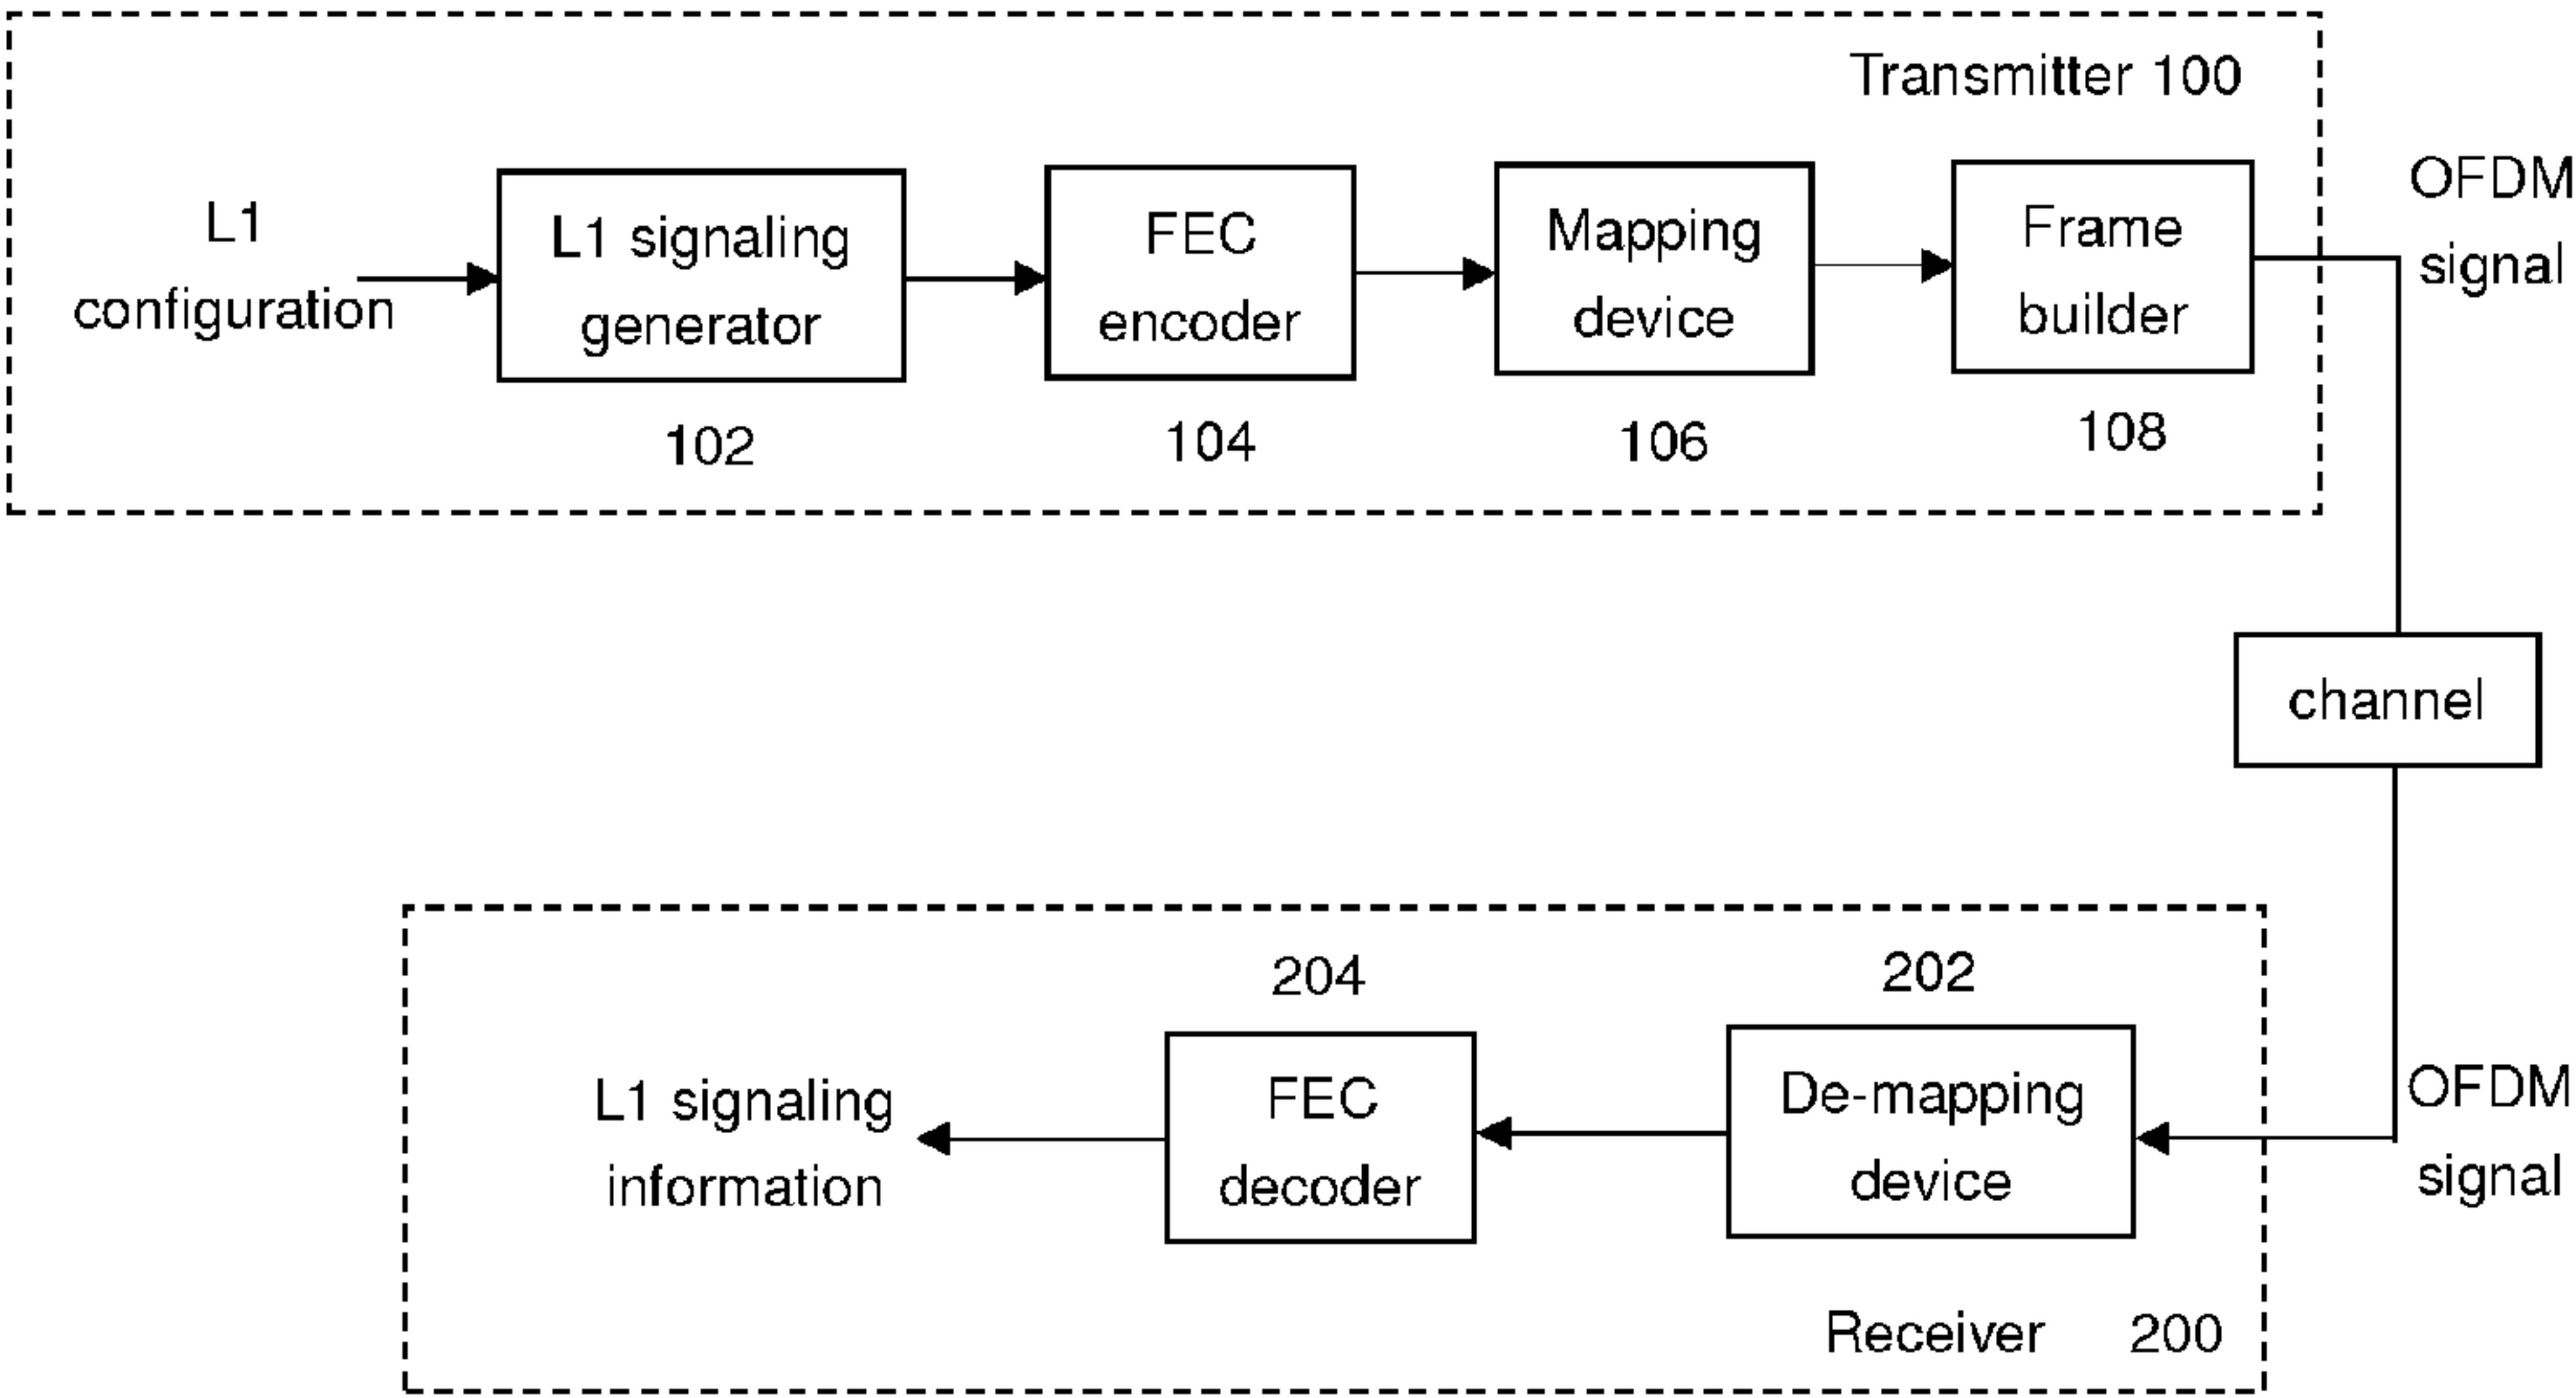 Transmitter 100
L1
configuration
L1 signaling
generator
102
FEC
encoder
104
Mapping
device
106
Frame
builder
108
OFDM
signal
channel
OFDM
signal
202
De-mapping
device
204
FEC
decoder
L1 signaling
information
Receiver 200